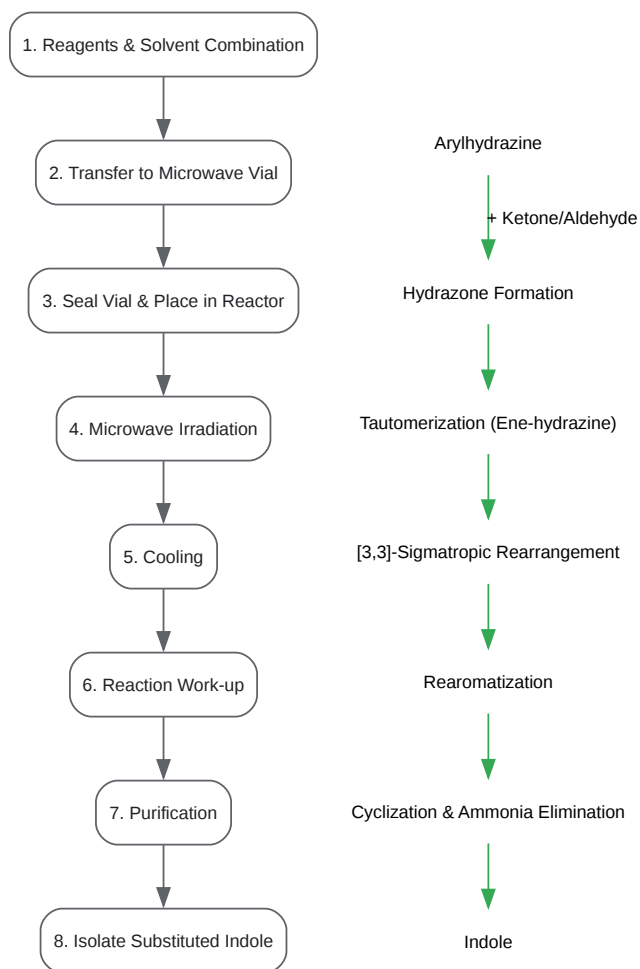 1. Reagents & Solvent Combination
2. Transfer to Microwave Vial
3. Seal Vial & Place in Reactor
4. Microwave Irradiation
5. Cooling
6. Reaction Work-up
7. Purification
8. Isolate Substituted Indole
Arylhydrazine
+ Ketone/Aldehyde
Hydrazone Formation
Tautomerization (Ene-hydrazine)
[3,3]-Sigmatropic Rearrangement
Rearomatization
Cyclization & Ammonia Elimination
Indole